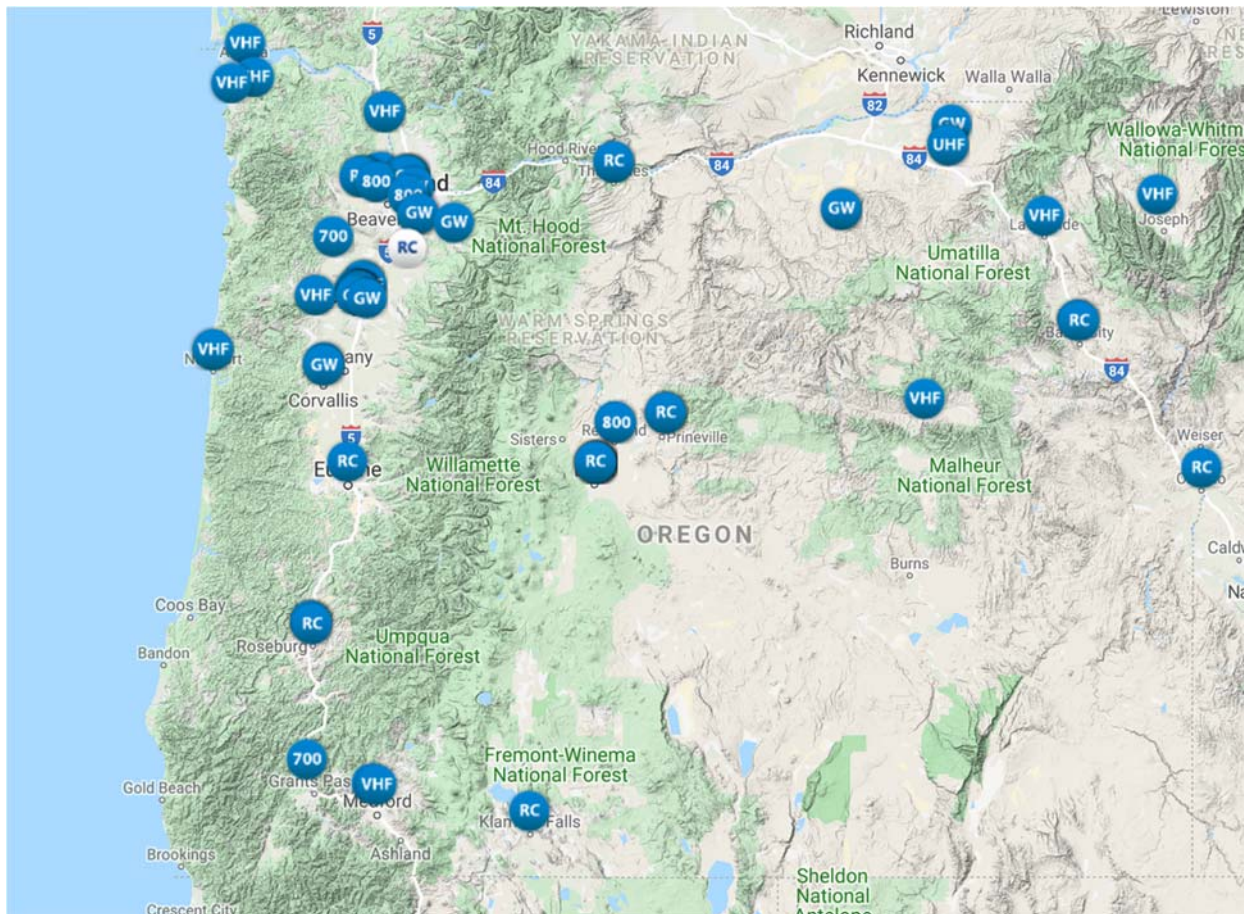 Lewiston
5
YAKAMA INDIAN
RESERVATION
Richland
Kennewick
Walla Walla
VHF
VHF
VHF
VHF
82
GW
UHF
Wallowa-Whitm
National Fores
84
84
84
Hood River
RC
800
800
GW
GW
GW
VHF
VHF
Joseph
700
RC
Mt. Hood
National Forest
Umatilla
National Forest
VHF
GW
WARM SPRINGS
RESERVATION
RC
84
VHF
GW
Corvallis
VHF
5
800
RC
Prineville
Sisters
Weiser
RC
RC
RC
Willamette
National Forest
Malheur
National Forest
OREGON
Burns
Coos Bay
RC
Roseburg
Umpqua
National Forest
Bandon
700
Fremont-Winema
National Forest
VHF
Medford
Gold Beach
RC
Ashland
Brookings
Sheldon
National
Antelope
Crescent City